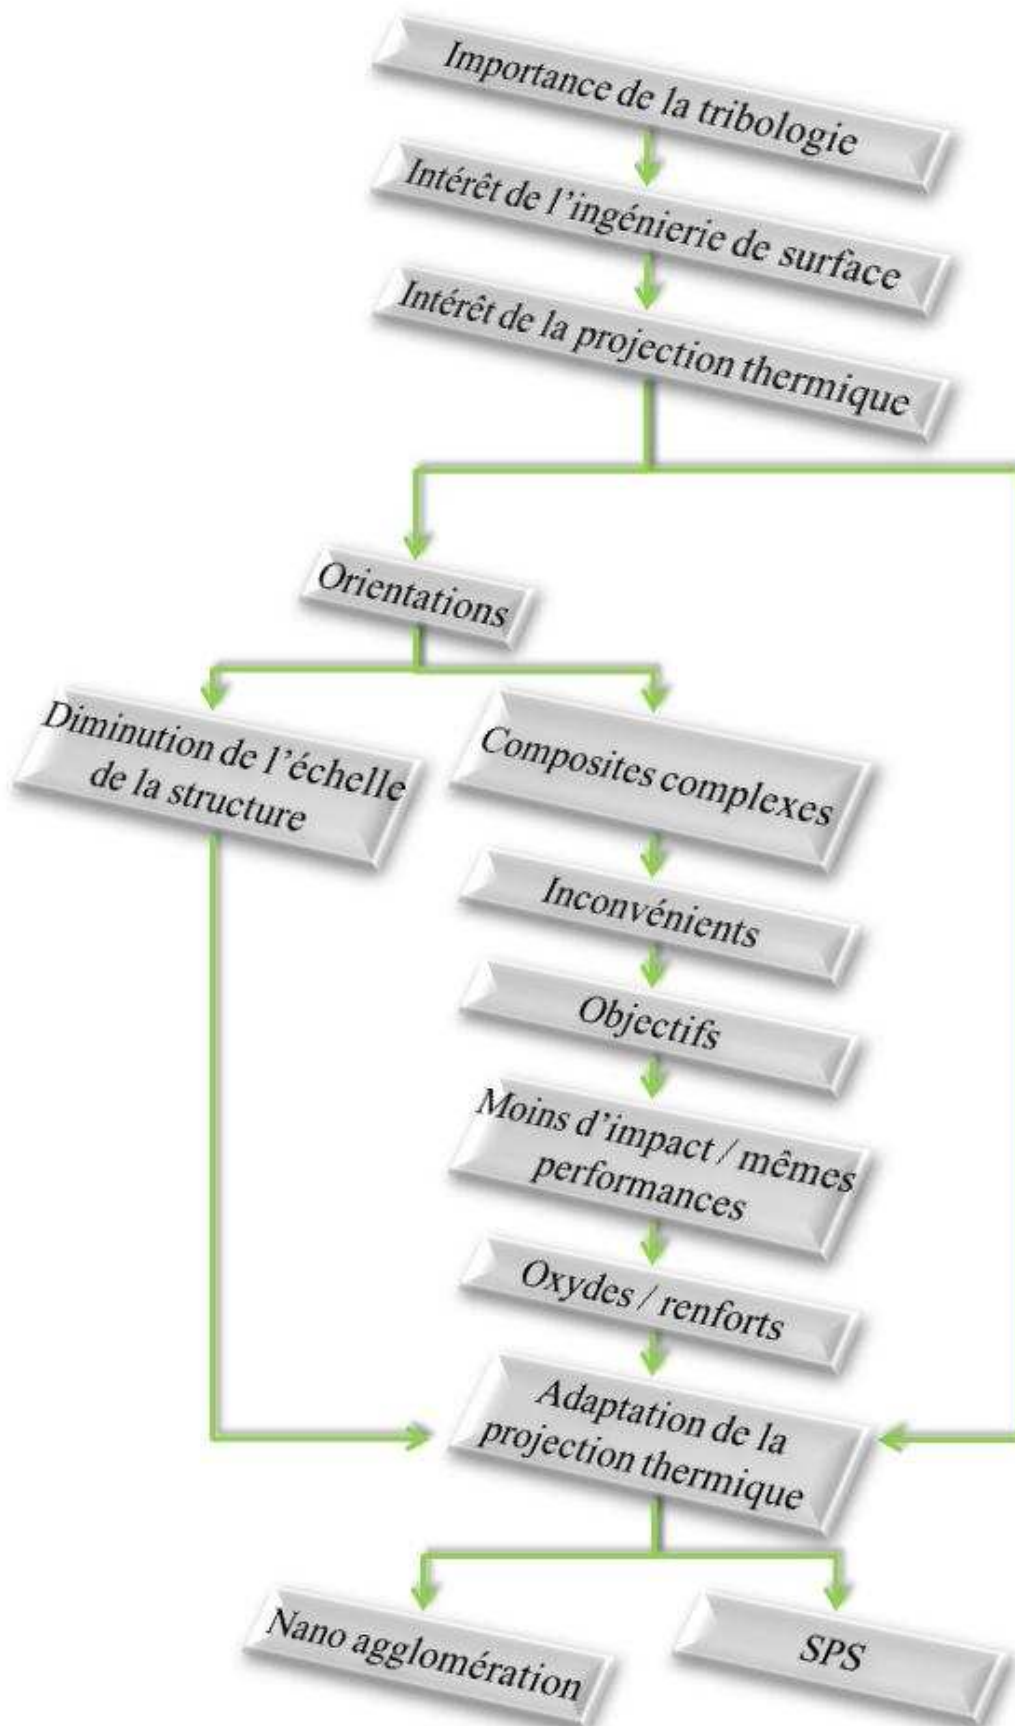 Importance de la tribologie
Intérêt de l'ingénierie de surface
Intérêt de la projection thermique
Orientations
Diminution de l'échelle
de la structure
Composites complexes
Inconvénients
Objectifs
Moins d'impact / mêmes
performances
Oxydes / renforts
Adaptation de la
projection thermique
Nano agglomération
SPS